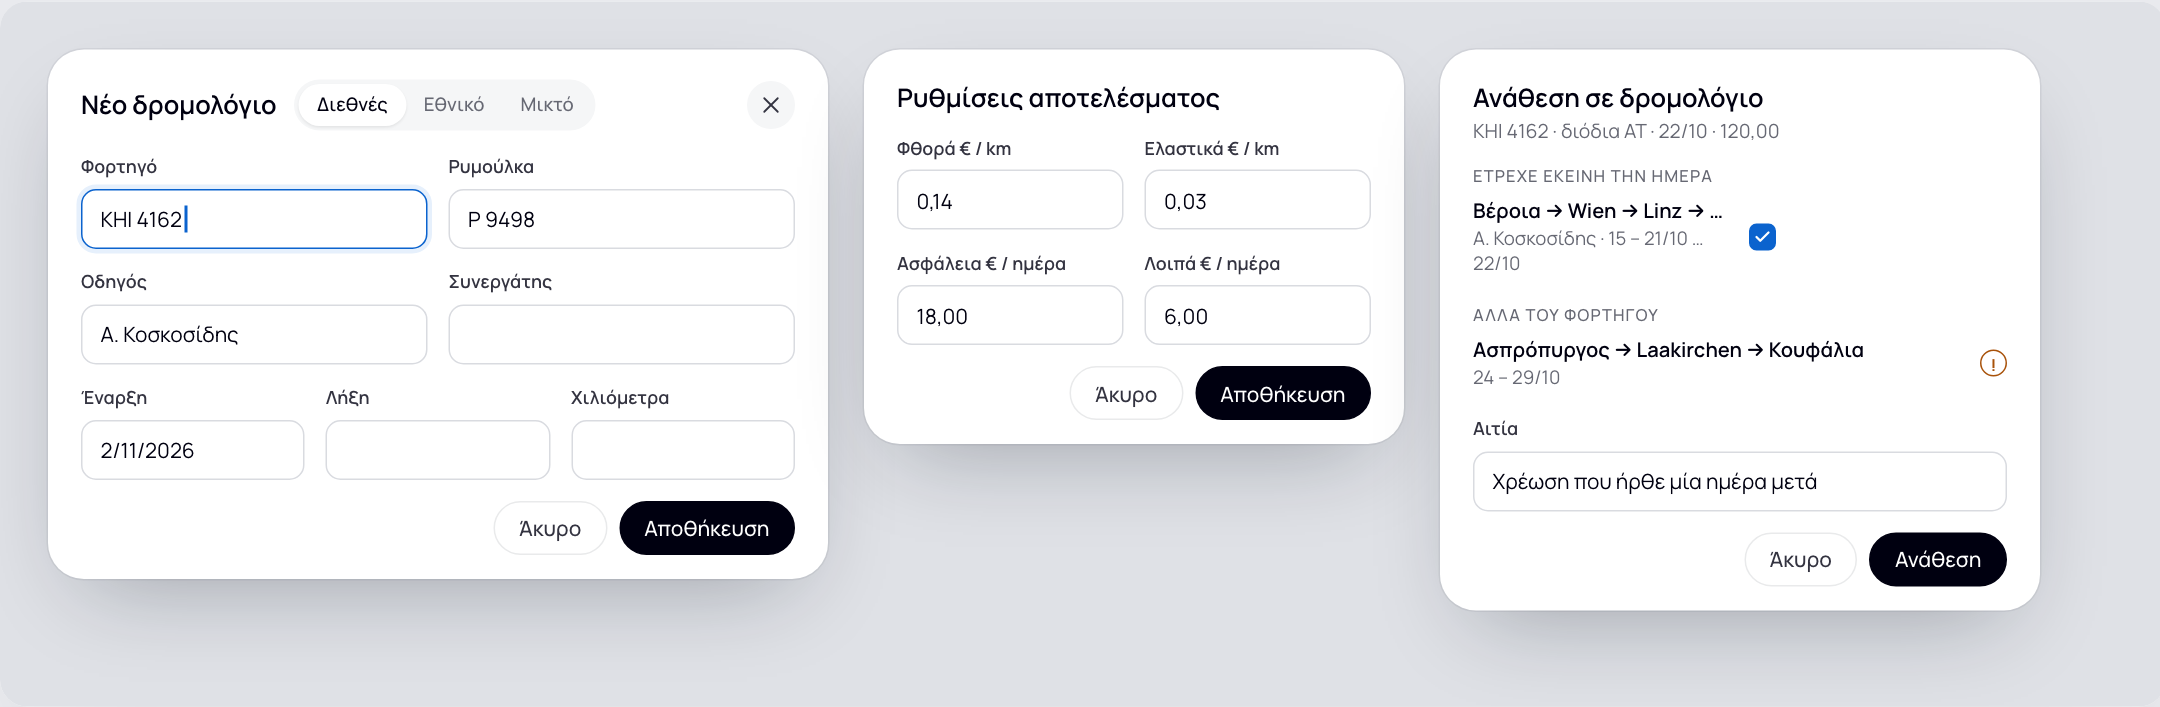 Νέο δρομολόγιο
Διεθνές
Εθνικό
Μικτό
Φορτηγό
Ρυμούλκα
ΚΗΙ 4162
Ρ 9498
Οδηγός
Συνεργάτης
Α. Κοσκοσίδης
Έναρξη
Λήξη
Χιλιόμετρα
2/11/2026
Άκυρο
Αποθήκευση
Ρυθμίσεις αποτελέσματος
Φθορά € / km
Ελαστικά € / km
0,14
0,03
Ασφάλεια € / ημέρα
Λοιπά € / ημέρα
18,00
6,00
Άκυρο
Αποθήκευση
Ανάθεση σε δρομολόγιο
ΚΗΙ 4162 · διόδια AT · 22/10 · 120,00
ΕΤΡΕΧΕ ΕΚΕΙΝΗ ΤΗΝ ΗΜΕΡΑ
Βέροια → Wien → Linz → ...
Α. Κοσκοσίδης · 15 – 21/10 ...
22/10
ΑΛΛΑ ΤΟΥ ΦΟΡΤΗΓΟΥ
Ασπρόπυργος → Laakirchen → Κουφάλια
24 – 29/10
Αιτία
Χρέωση που ήρθε μία ημέρα μετά
Άκυρο
Ανάθεση